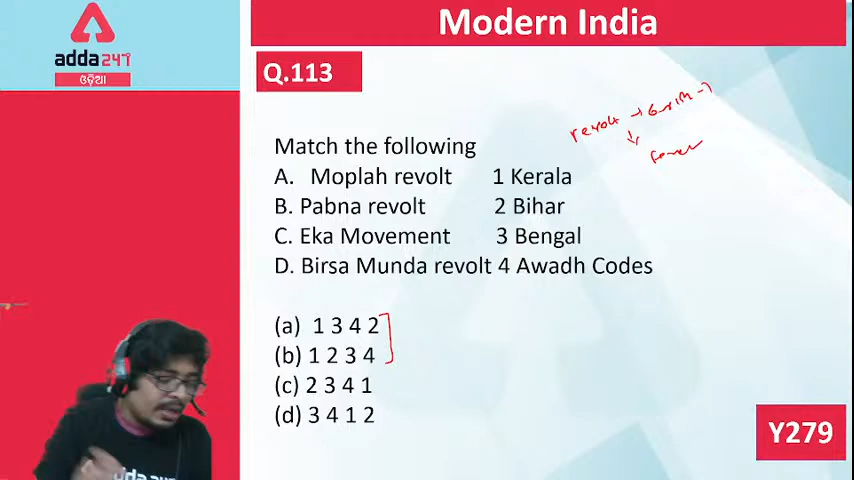 Modern India
adda247
ଓଡ଼ିଆ
Q.113
revolt →
Match the following
A. Moplah revolt 1 Kerala
B. Pabna revolt 2 Bihar
C. Eka Movement 3 Bengal
D. Birsa Munda revolt 4 Awadh Codes
(a) 1 3 4 2
(b) 1 2 3 4
(c) 2 3 4 1
(d) 3 4 1 2
Y279